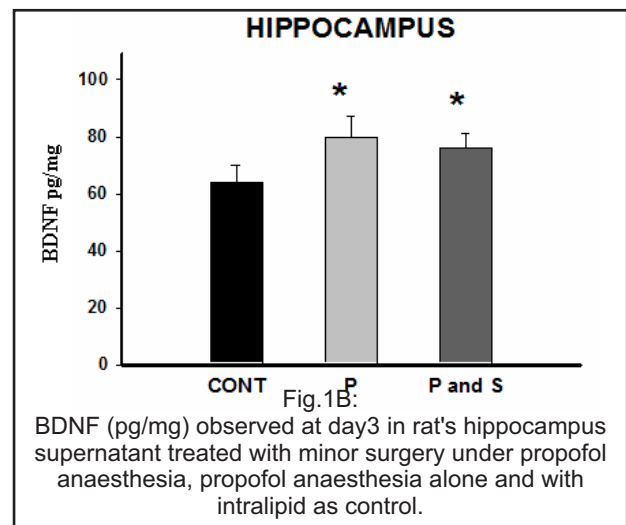 HIPPOCAMPUS
100
80
60
40
20
0
BDNF pg/mg
*
*
CONT
P
P and S
Fig.1B:
BDNF (pg/mg) observed at day3 in rat's hippocampus
supernatant treated with minor surgery under propofol
anaesthesia, propofol anaesthesia alone and with
intralipid as control.